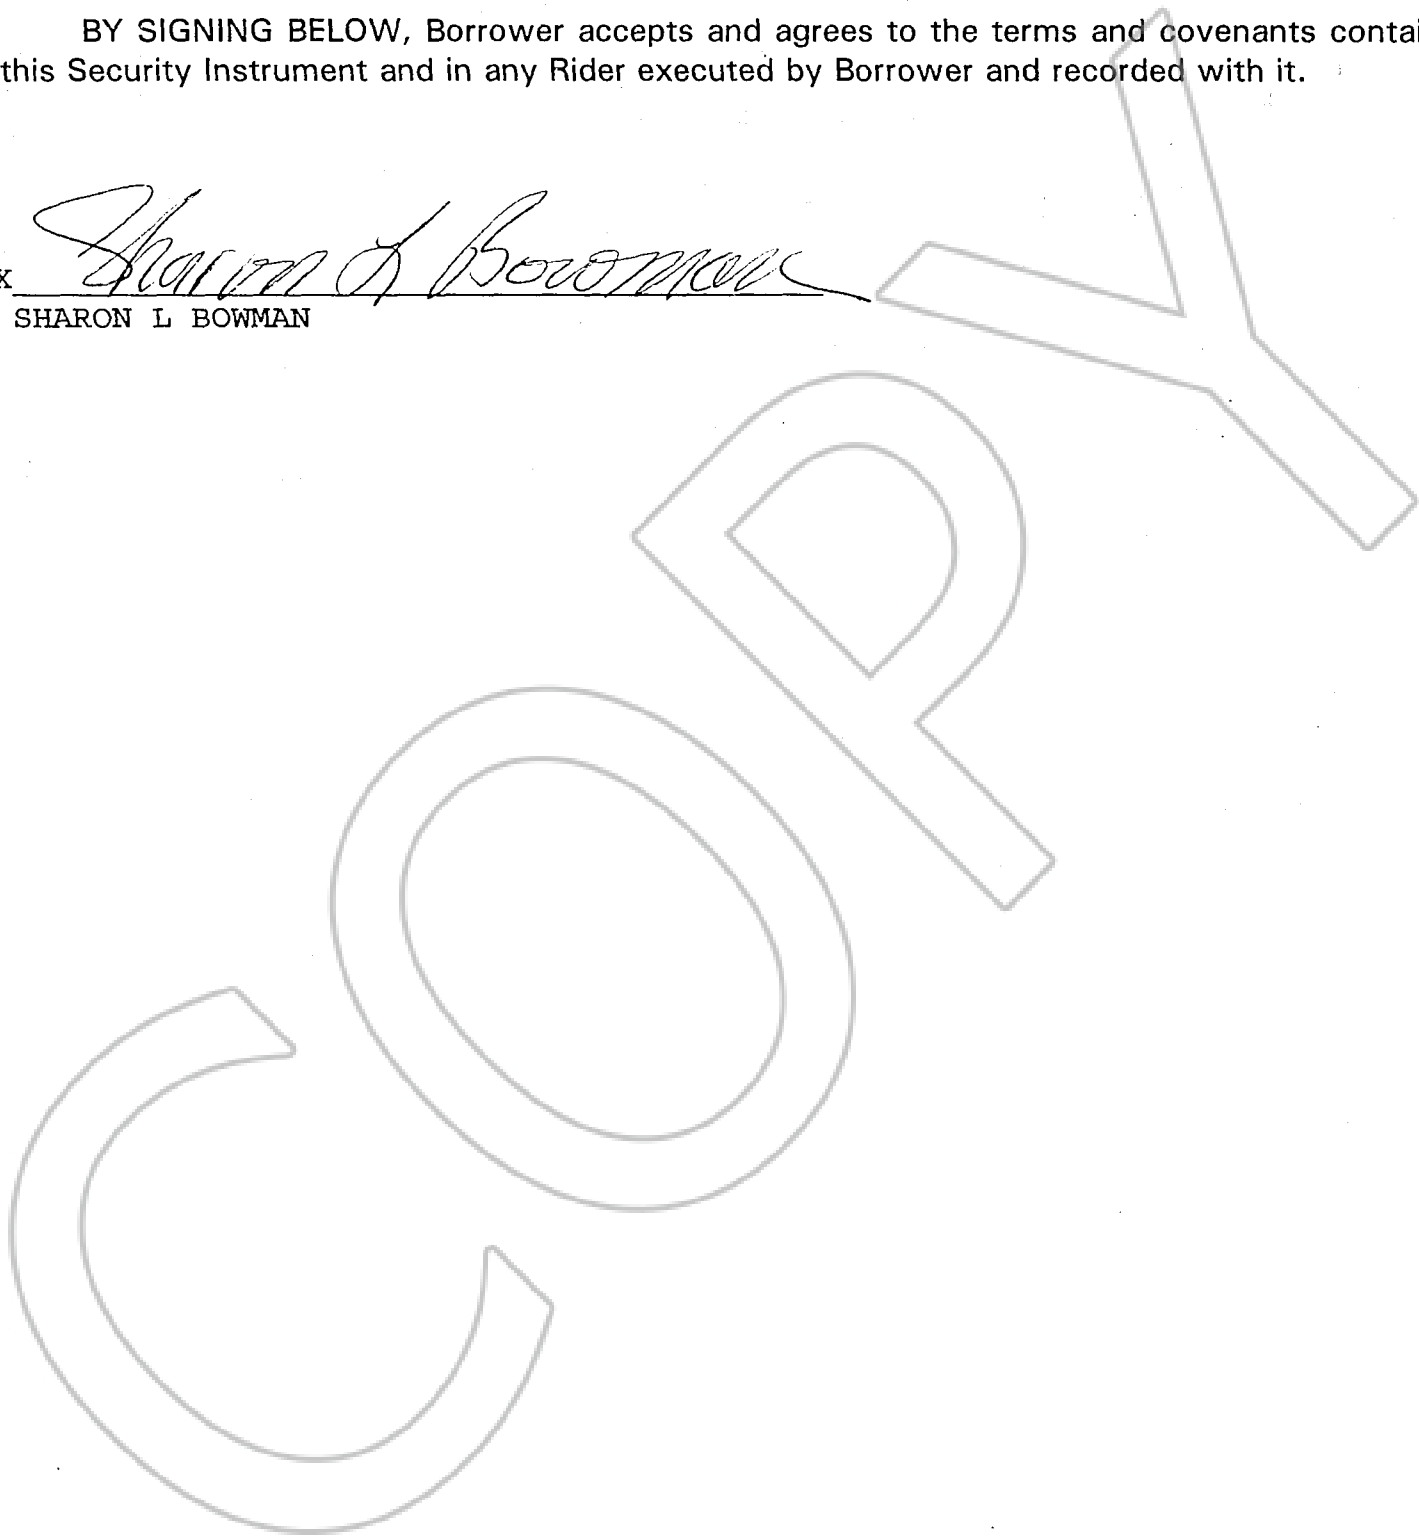 BY SIGNING BELOW, Borrower accepts and agrees to the terms and covenants contai
this Security Instrument and in any Rider executed by Borrower and recorded with it.
x Sharon L Bowman
SHARON L BOWMAN
COPY